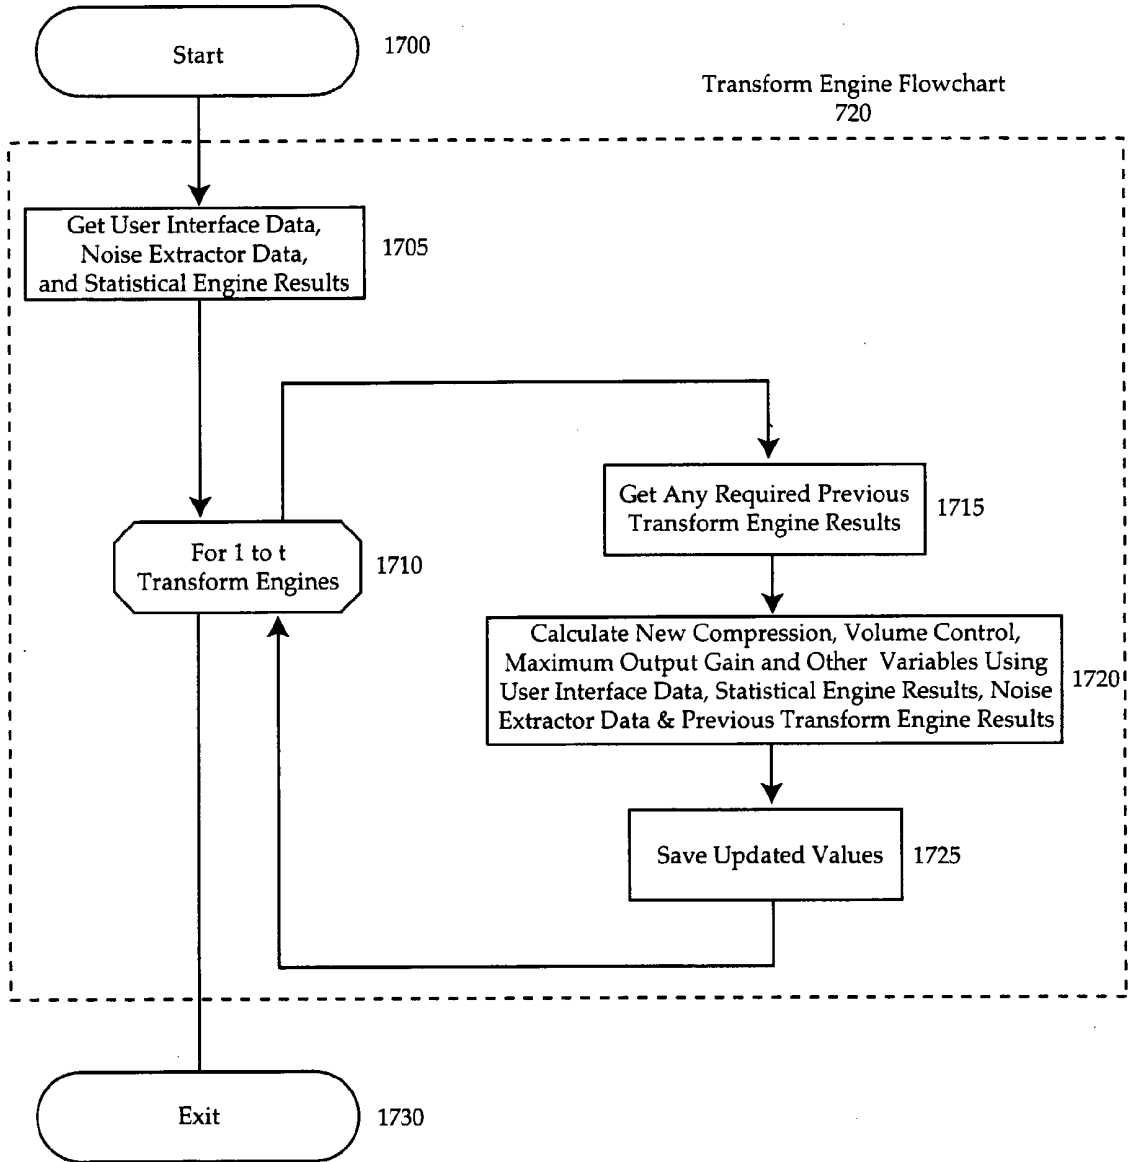 Start
1700
Transform Engine Flowchart
720
Get User Interface Data,
Noise Extractor Data,
and Statistical Engine Results
1705
For 1 to t
Transform Engines
1710
Get Any Required Previous
Transform Engine Results
1715
Calculate New Compression, Volume Control,
Maximum Output Gain and Other Variables Using
User Interface Data, Statistical Engine Results, Noise
Extractor Data & Previous Transform Engine Results
1720
Save Updated Values
1725
Exit
1730